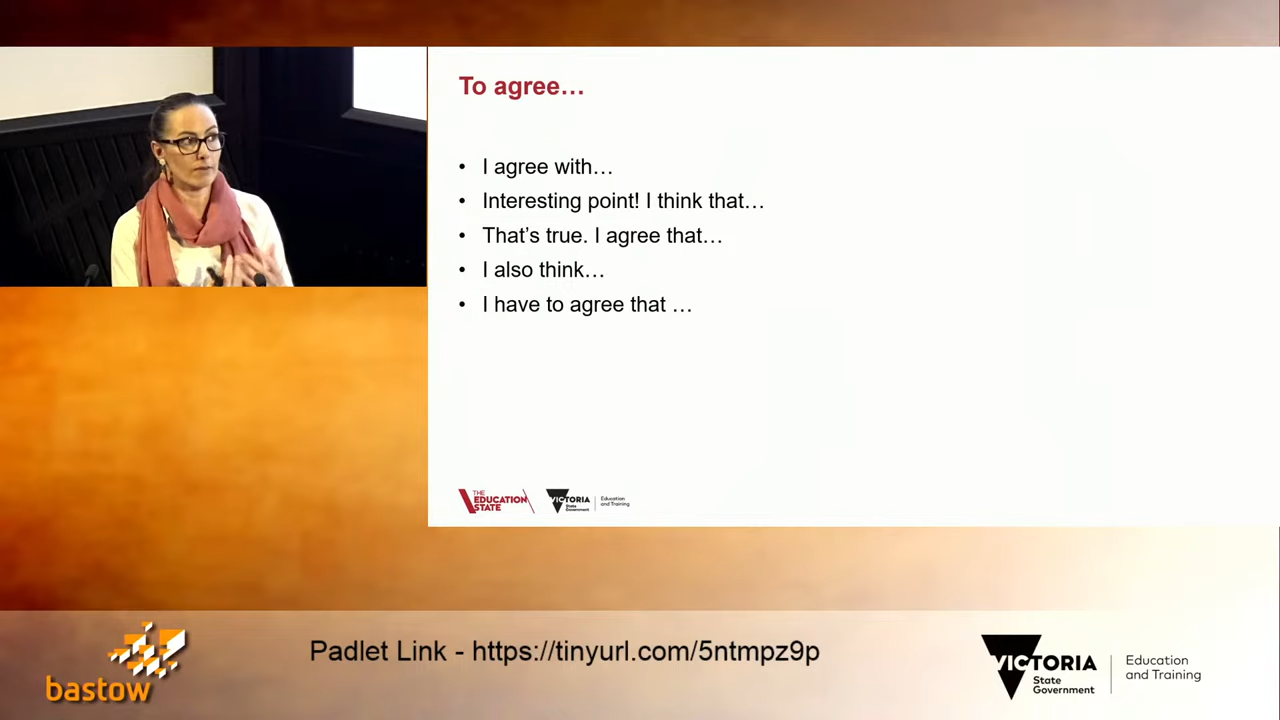 To agree…
• I agree with…
• Interesting point! I think that…
• That’s true. I agree that…
• I also think…
• I have to agree that …
THE
EDUCATION
STATE
VICTORIA
State
Government
Education
and Training
bastow
Padlet Link - https://tinyurl.com/5ntmpz9p
VICTORIA
State
Government
Education
and Training